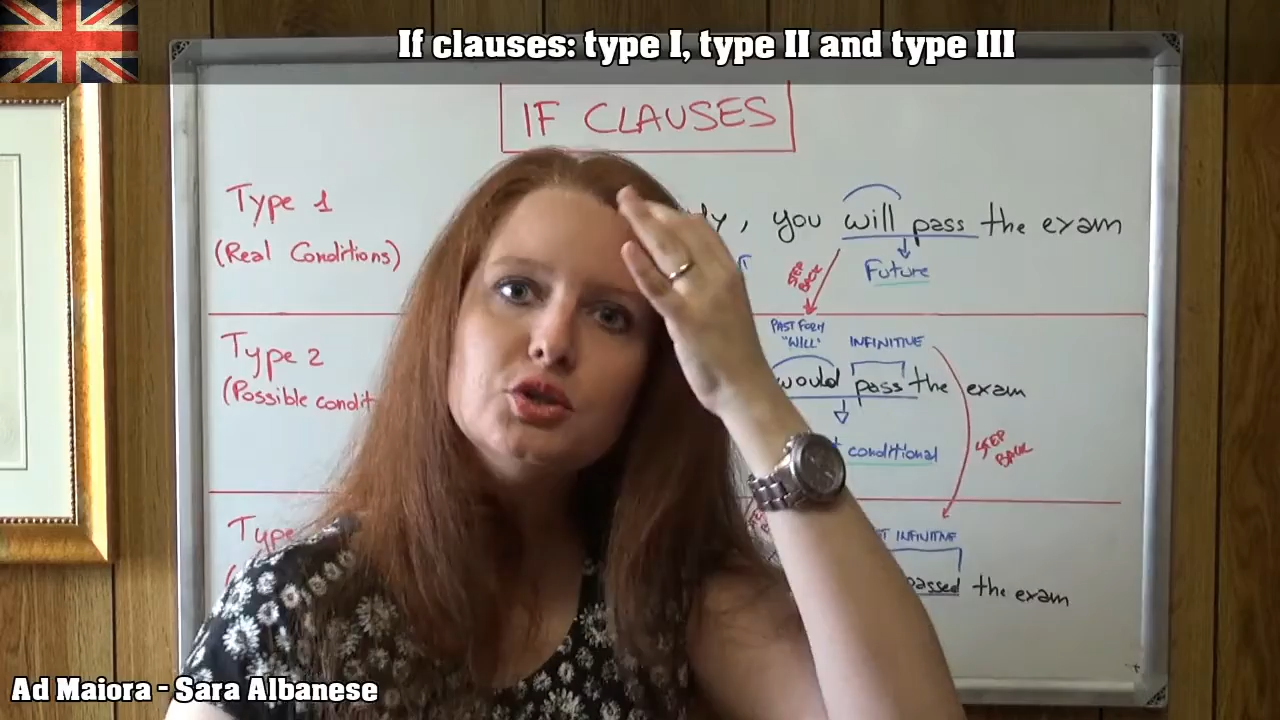 If clauses: type I, type II and type III
IF CLAUSES
Type 1
, you will pass the exam
(Real Conditions)
STEP BACK
Future
PAST FORM
"WILL"
INFINITIVE
Type 2
would pass the exam
(Possible condit
conditional
STEP BACK
Type
INFINITIVE
passed the exam
Ad Maiora - Sara Albanese